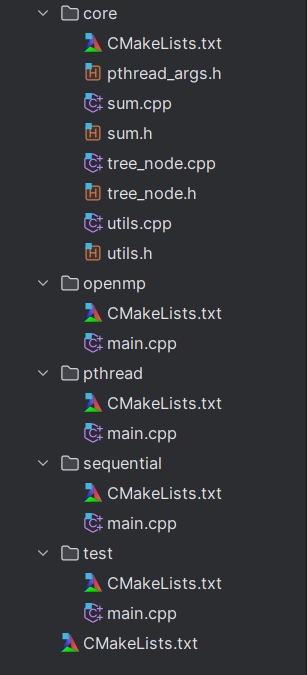 core
CMakeLists.txt
pthread_args.h
sum.cpp
sum.h
tree_node.cpp
tree_node.h
utils.cpp
utils.h
openmp
CMakeLists.txt
main.cpp
pthread
CMakeLists.txt
main.cpp
sequential
CMakeLists.txt
main.cpp
test
CMakeLists.txt
main.cpp
CMakeLists.txt